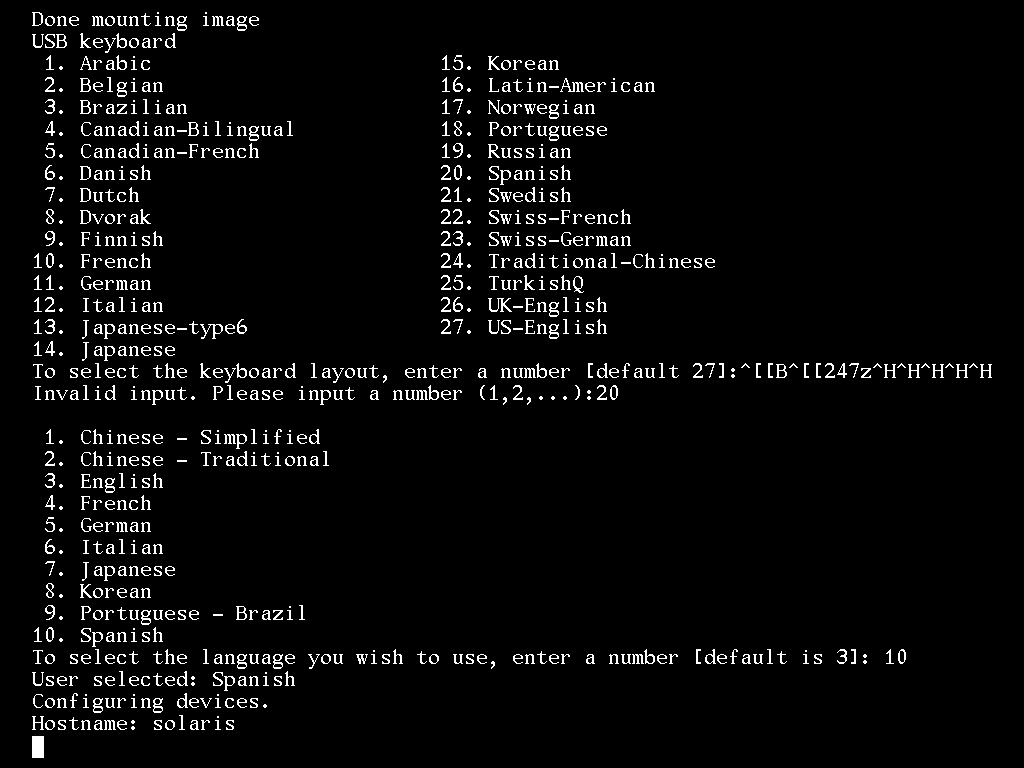 Done mounting image
USB keyboard
 1. Arabic                        15. Korean
 2. Belgian                       16. Latin-American
 3. Brazilian                     17. Norwegian
 4. Canadian-Bilingual            18. Portuguese
 5. Canadian-French               19. Russian
 6. Danish                        20. Spanish
 7. Dutch                         21. Swedish
 8. Dvorak                        22. Swiss-French
 9. Finnish                       23. Swiss-German
10. French                        24. Traditional-Chinese
11. German                        25. TurkishQ
12. Italian                       26. UK-English
13. Japanese-type6                27. US-English
14. Japanese
To select the keyboard layout, enter a number [default 27]:^[[B^[[247z^H^H^H^H^H
Invalid input. Please input a number (1,2,...):20

 1. Chinese - Simplified
 2. Chinese - Traditional
 3. English
 4. French
 5. German
 6. Italian
 7. Japanese
 8. Korean
 9. Portuguese - Brazil
10. Spanish
To select the language you wish to use, enter a number [default is 3]: 10
User selected: Spanish
Configuring devices.
Hostname: solaris